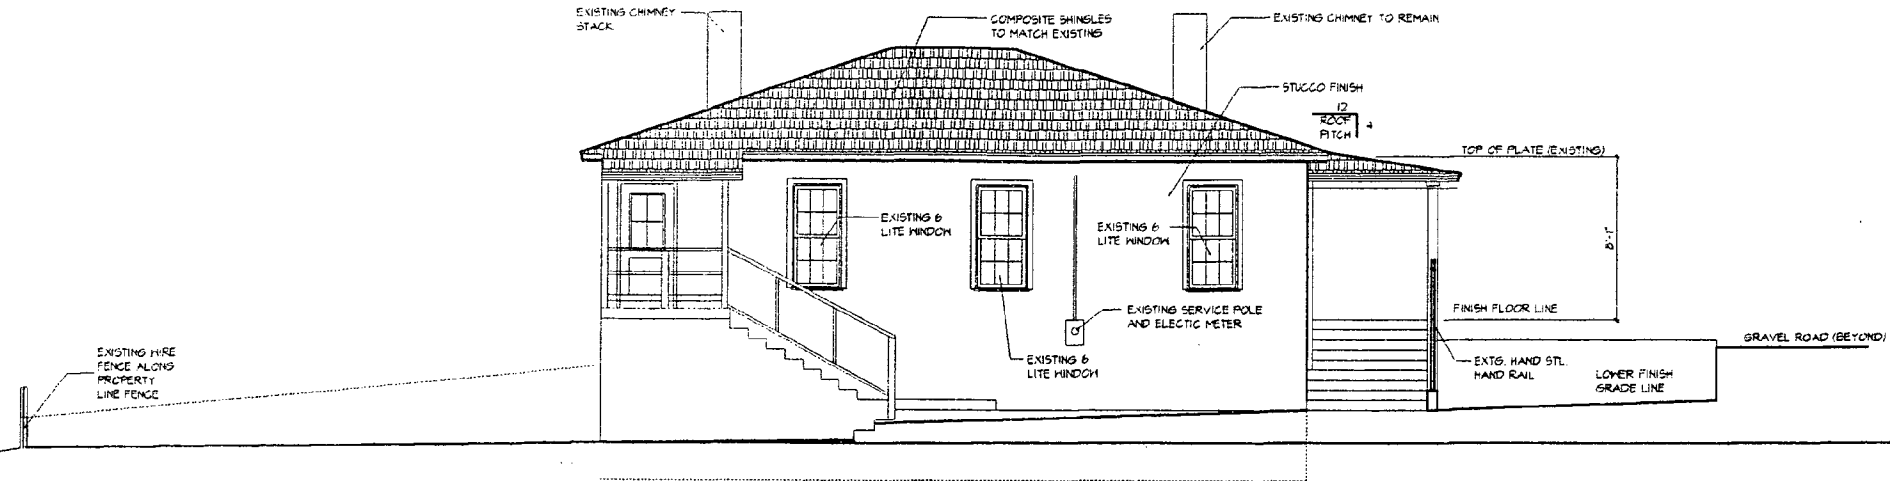 EXISTING CHIMNEY
STACK
COMPOSITE SHINGLES
TO MATCH EXISTING
EXISTING CHIMNEY TO REMAIN
STUCCO FINISH
12
ROOF
PITCH
4
TOP OF PLATE (EXISTING)
EXISTING 6
LITE WINDOW
EXISTING 6
LITE WINDOW
8'-1"
EXISTING SERVICE POLE
AND ELECTIC METER
FINISH FLOOR LINE
GRAVEL ROAD (BEYOND)
EXISTING WIRE
FENCE ALONG
PROPERTY
LINE FENCE
EXISTING 6
LITE WINDOW
EXTG. HAND STL.
HAND RAIL
LOWER FINISH
GRADE LINE